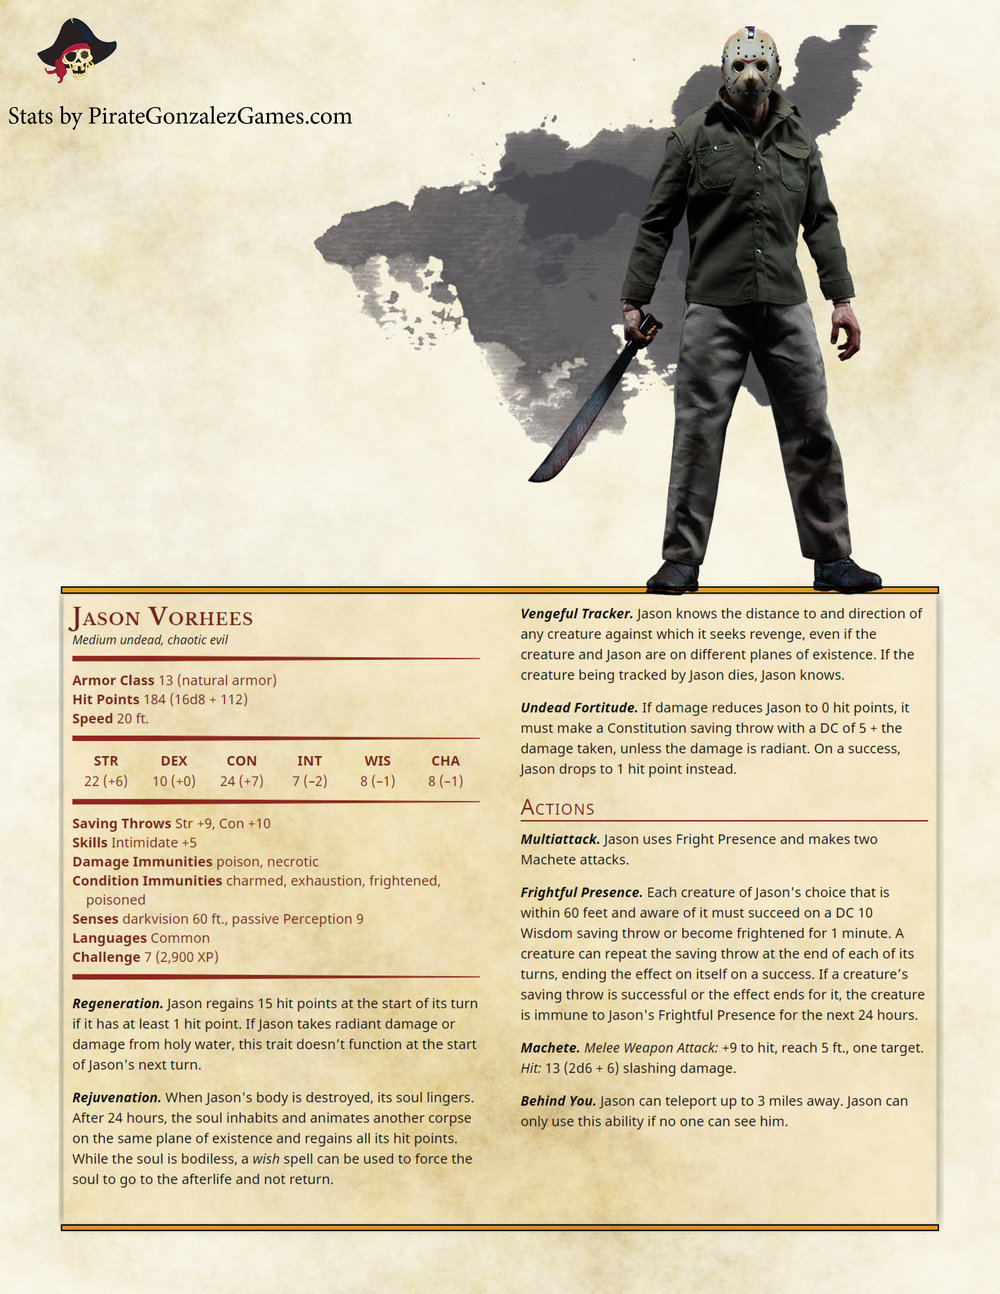 Stats by PirateGonzalezGames.com
Jason Vorhees
Medium undead, chaotic evil
Armor Class 13 (natural armor)
Hit Points 184 (16d8 + 112)
Speed 20 ft.
STR DEX CON INT WIS CHA
22 (+6) 10 (+0) 24 (+7) 7 (–2) 8 (–1) 8 (–1)
Saving Throws Str +9, Con +10
Skills Intimidate +5
Damage Immunities poison, necrotic
Condition Immunities charmed, exhaustion, frightened,
poisoned
Senses darkvision 60 ft., passive Perception 9
Languages Common
Challenge 7 (2,900 XP)
Regeneration. Jason regains 15 hit points at the start of its turn
if it has at least 1 hit point. If Jason takes radiant damage or
damage from holy water, this trait doesn’t function at the start
of Jason's next turn.
Rejuvenation. When Jason's body is destroyed, its soul lingers.
After 24 hours, the soul inhabits and animates another corpse
on the same plane of existence and regains all its hit points.
While the soul is bodiless, a wish spell can be used to force the
soul to go to the afterlife and not return.
Vengeful Tracker. Jason knows the distance to and direction of
any creature against which it seeks revenge, even if the
creature and Jason are on different planes of existence. If the
creature being tracked by Jason dies, Jason knows.
Undead Fortitude. If damage reduces Jason to 0 hit points, it
must make a Constitution saving throw with a DC of 5 + the
damage taken, unless the damage is radiant. On a success,
Jason drops to 1 hit point instead.
Actions
Multiattack. Jason uses Fright Presence and makes two
Machete attacks.
Frightful Presence. Each creature of Jason's choice that is
within 60 feet and aware of it must succeed on a DC 10
Wisdom saving throw or become frightened for 1 minute. A
creature can repeat the saving throw at the end of each of its
turns, ending the effect on itself on a success. If a creature’s
saving throw is successful or the effect ends for it, the creature
is immune to Jason's Frightful Presence for the next 24 hours.
Machete. Melee Weapon Attack: +9 to hit, reach 5 ft., one target.
Hit: 13 (2d6 + 6) slashing damage.
Behind You. Jason can teleport up to 3 miles away. Jason can
only use this ability if no one can see him.